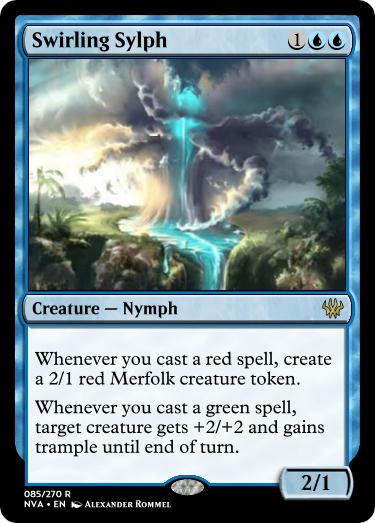 Swirling Sylph 1
Creature — Nymph
Whenever you cast a red spell, create
a 2/1 red Merfolk creature token.
Whenever you cast a green spell,
target creature gets +2/+2 and gains
trample until end of turn.
2/1
085/270 R
NVA • EN Alexander Rommel